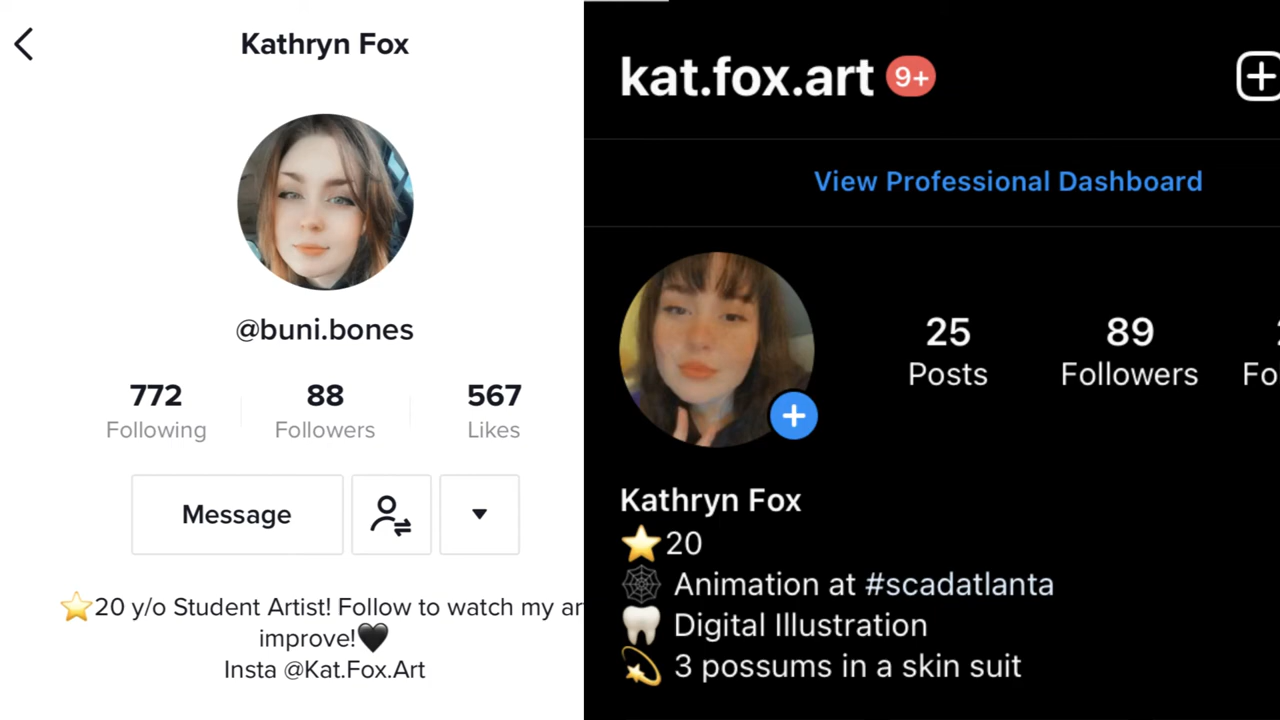 Kathryn Fox
@buni.bones
772
88
567
Following
Followers
Likes
Message
⭐20 y/o Student Artist! Follow to watch my ar
improve!🖤
Insta @Kat.Fox.Art
kat.fox.art 9+
View Professional Dashboard
25
89
Posts
Followers
Fo
Kathryn Fox
⭐20
🕸 Animation at #scadatlanta
🦷 Digital Illustration
💫 3 possums in a skin suit